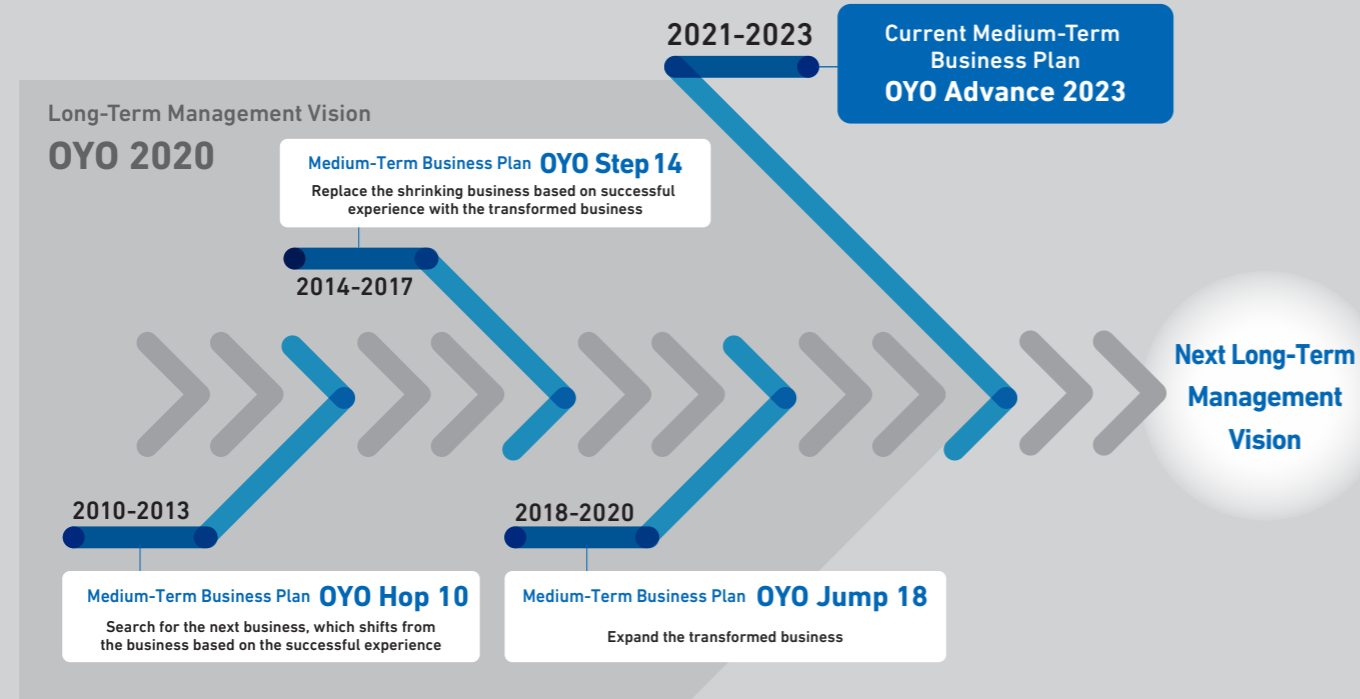 2021-2023
Current Medium-Term
Business Plan
OYO Advance 2023
Long-Term Management Vision
OYO 2020
Medium-Term Business Plan OYO Step 14
Replace the shrinking business based on successful
experience with the transformed business
2014-2017
Next Long-Term
Management
Vision
2010-2013
Medium-Term Business Plan OYO Hop 10
Search for the next business, which shifts from
the business based on the successful experience
2018-2020
Medium-Term Business Plan OYO Jump 18
Expand the transformed business